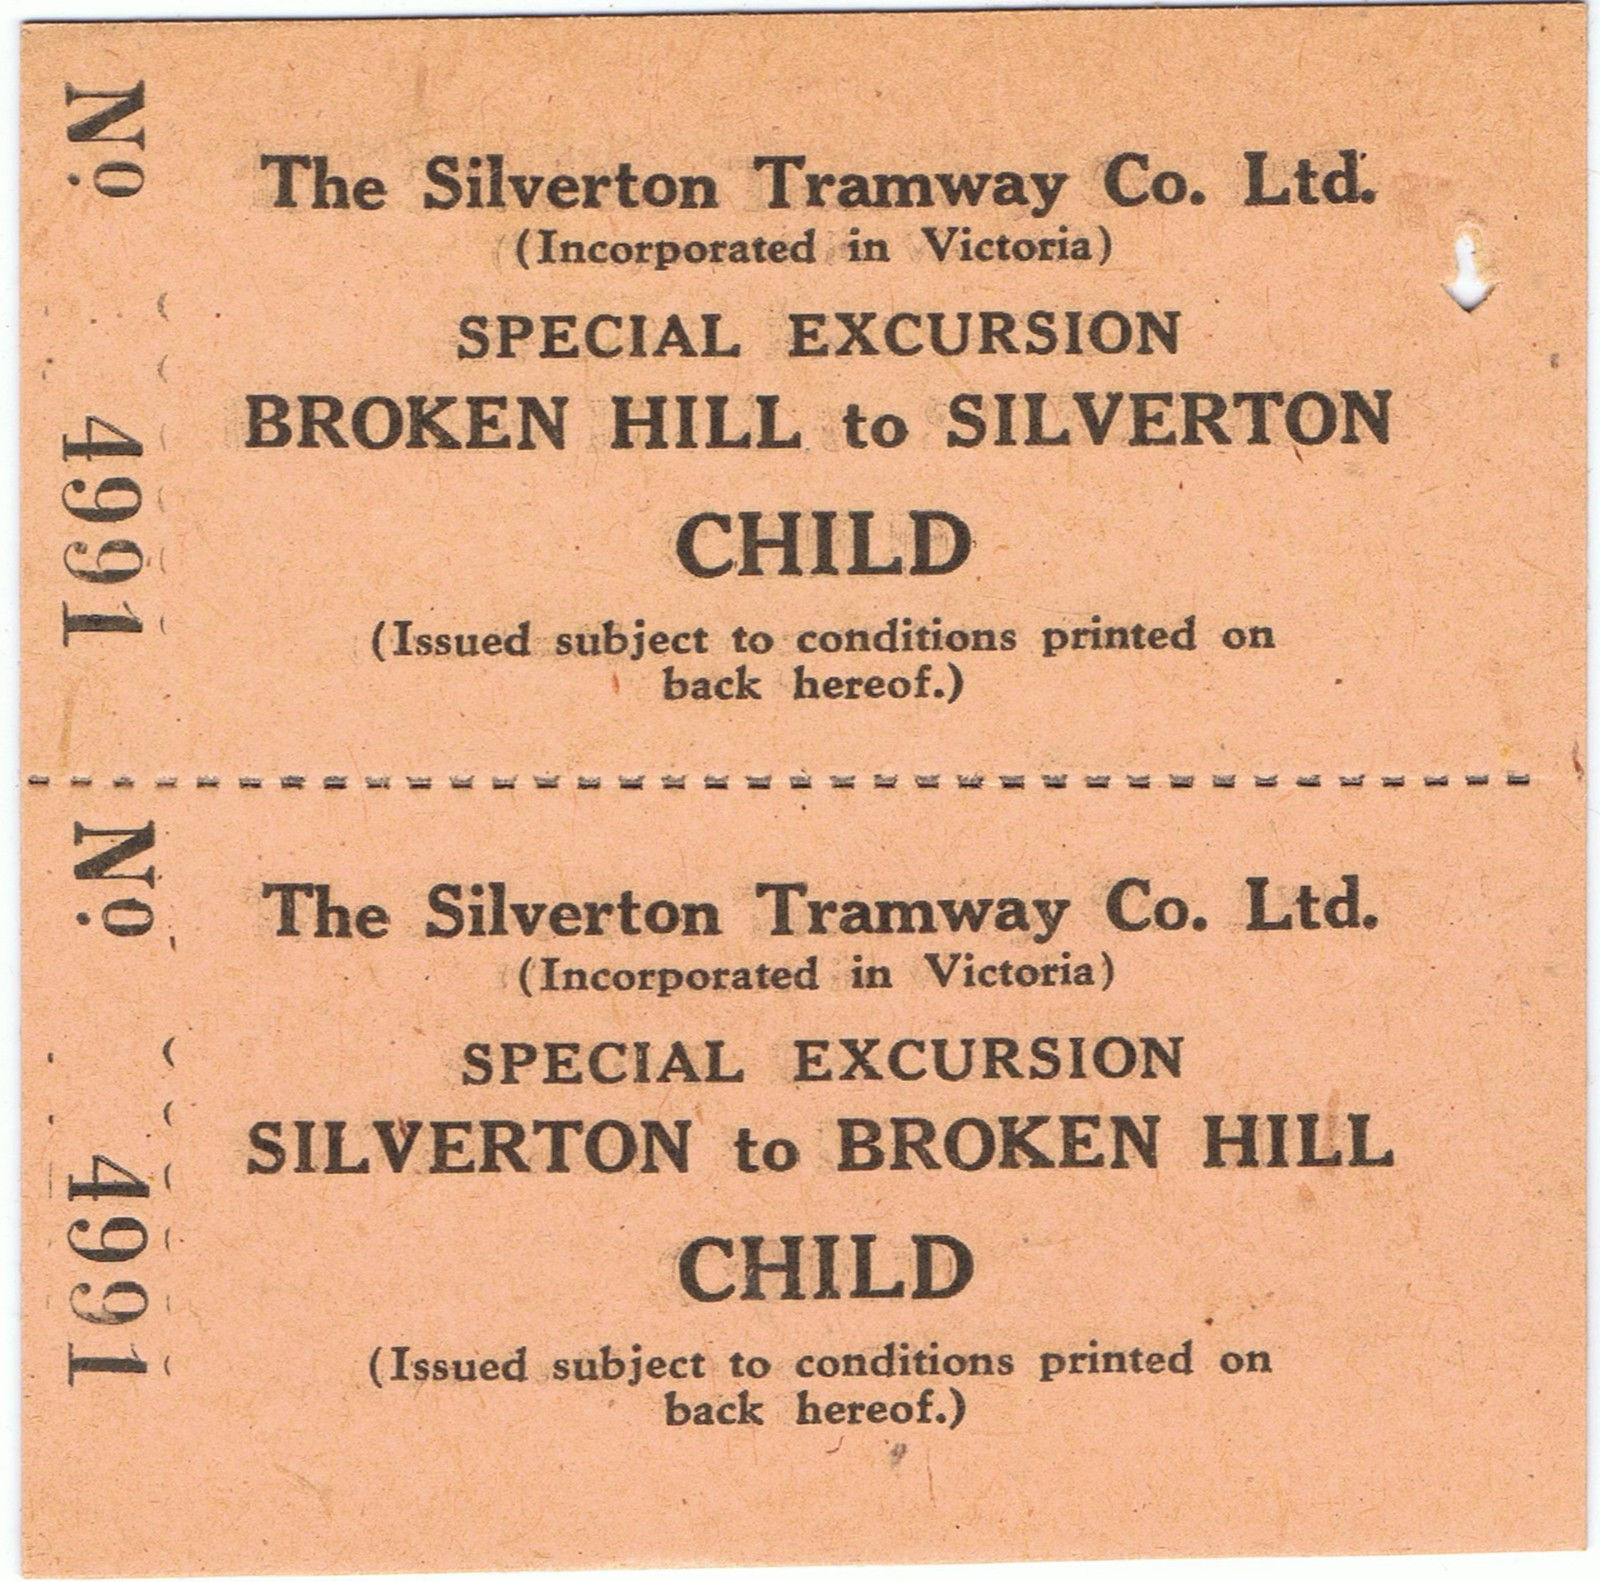 No 4991
The Silverton Tramway Co. Ltd.
(Incorporated in Victoria)
SPECIAL EXCURSION
BROKEN HILL to SILVERTON
CHILD
(Issued subject to conditions printed on
back hereof.)
No 4991
The Silverton Tramway Co. Ltd.
(Incorporated in Victoria)
SPECIAL EXCURSION
SILVERTON to BROKEN HILL
CHILD
(Issued subject to conditions printed on
back hereof.)